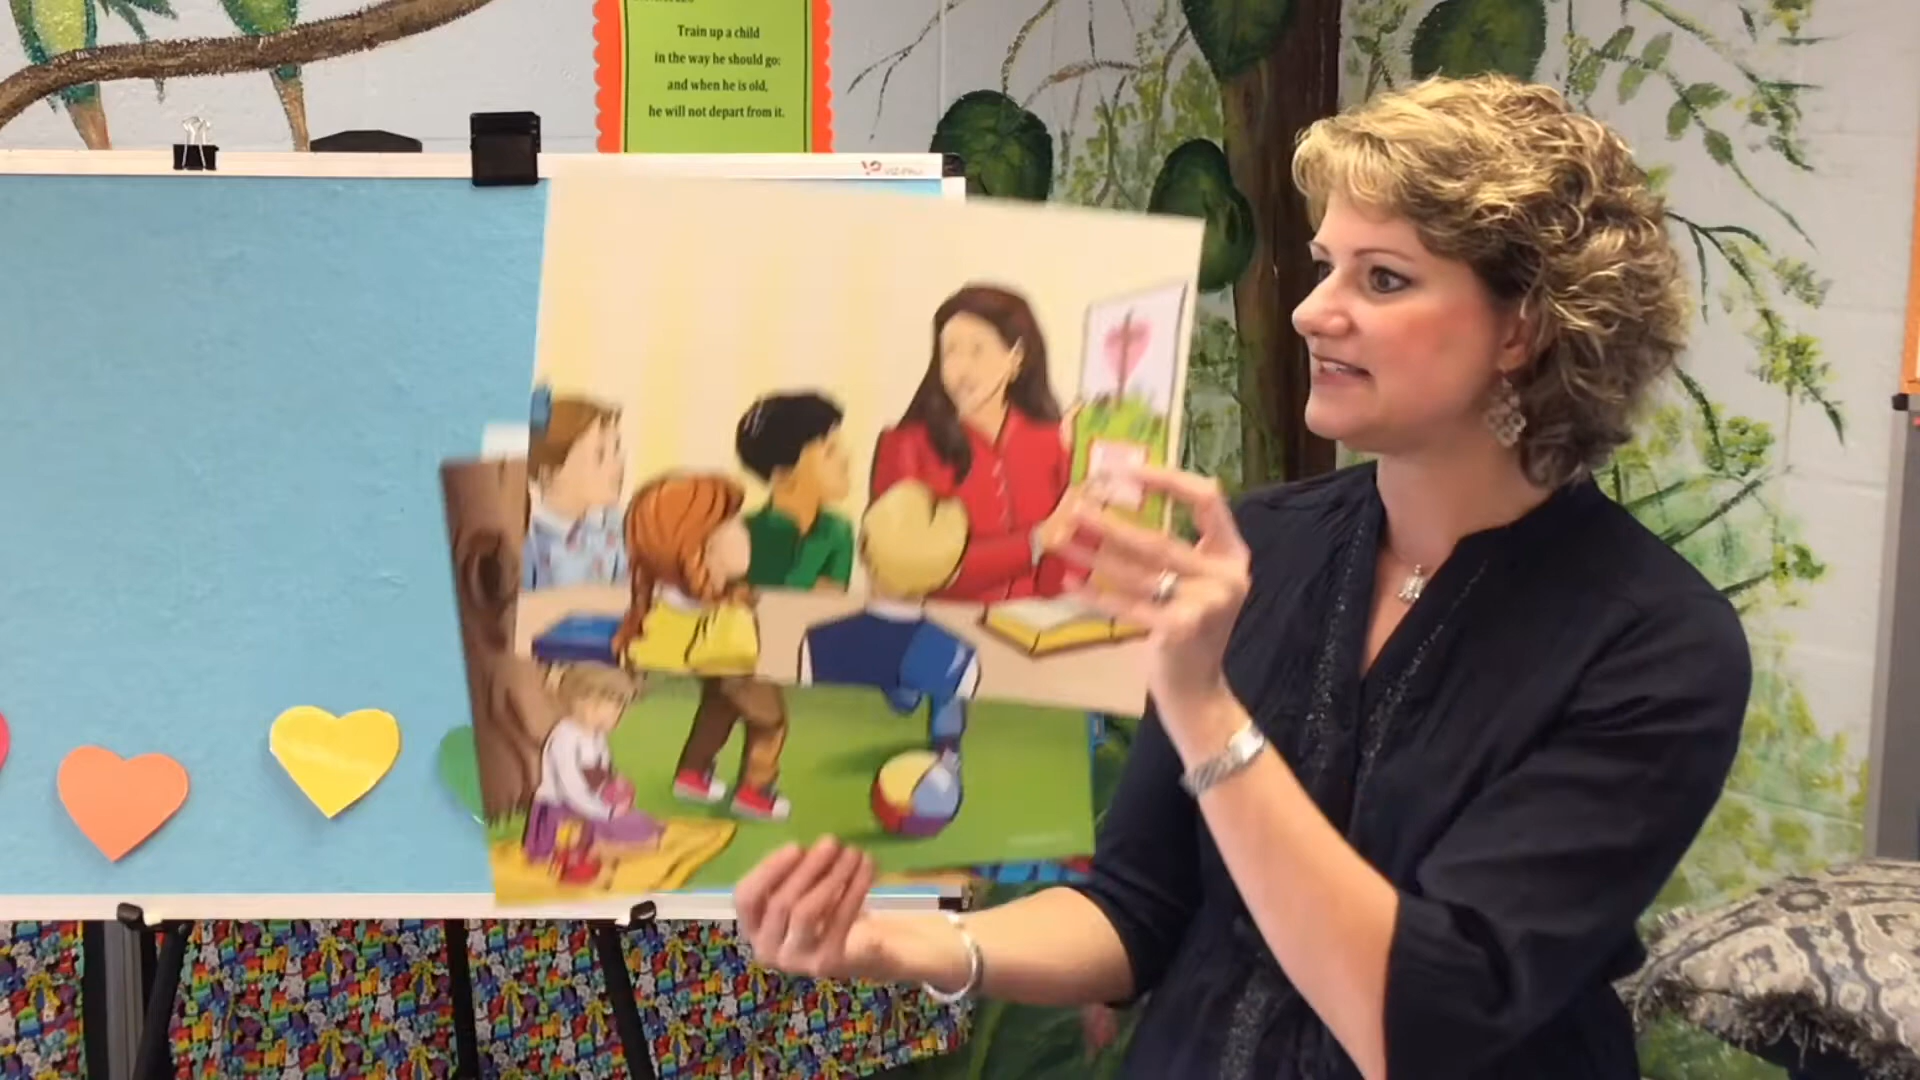 Train up a child
in the way he should go:
and when he is old,
he will not depart from it.